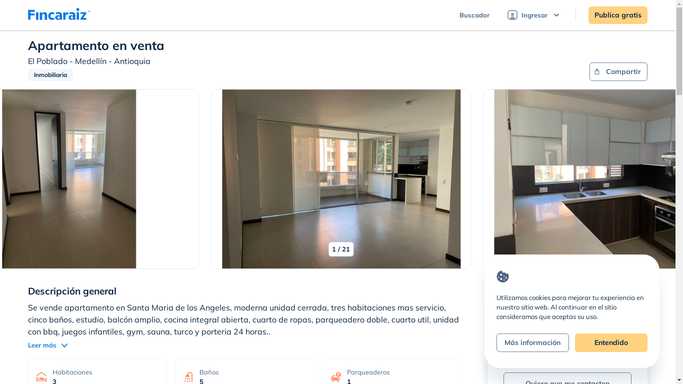 Fincaraiz
Buscador
Ingresar
Publica gratis
Apartamento en venta
El Poblado - Medellín - Antioquia
Inmobiliaria
Compartir
1 / 21
Descripción general
Se vende apartamento en Santa Maria de los Angeles, moderna unidad cerrada, tres habitaciones mas servicio,
cinco baños, estudio, balcón amplio, cocina integral abierta, cuarto de ropas, parqueadero doble, cuarto util, unidad
con bbq, juegos infantiles, gym, sauna, turco y porteria 24 horas..
Leer más
Habitaciones
3
Baños
5
Parqueaderos
1
Utilizamos cookies para mejorar tu experiencia en
nuestro sitio web. Al continuar en el sitio
consideramos que aceptas su uso.
Más información
Entendido
Quiero que me contacten